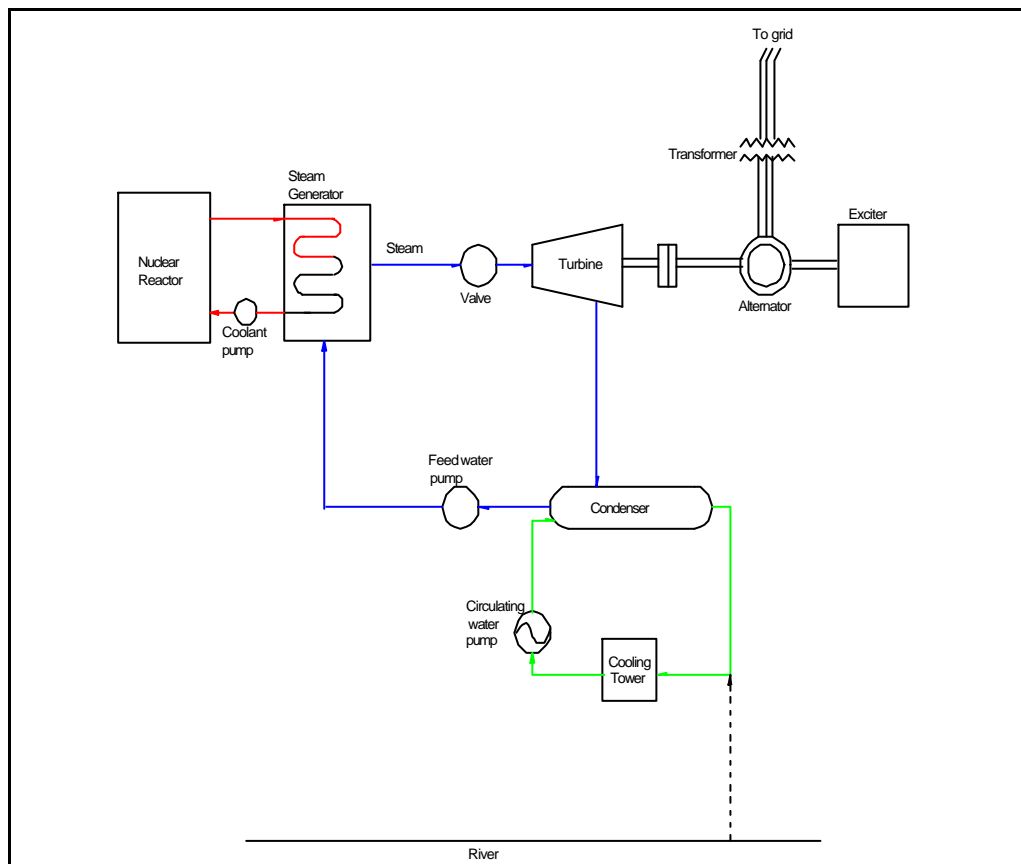 To grid
Transformer
Steam
Generator
Exciter
Nuclear
Reactor
Steam
Turbine
Valve
Alternator
Coolant
pump
Feed water
pump
Condenser
Circulating
water
pump
Cooling
Tower
River